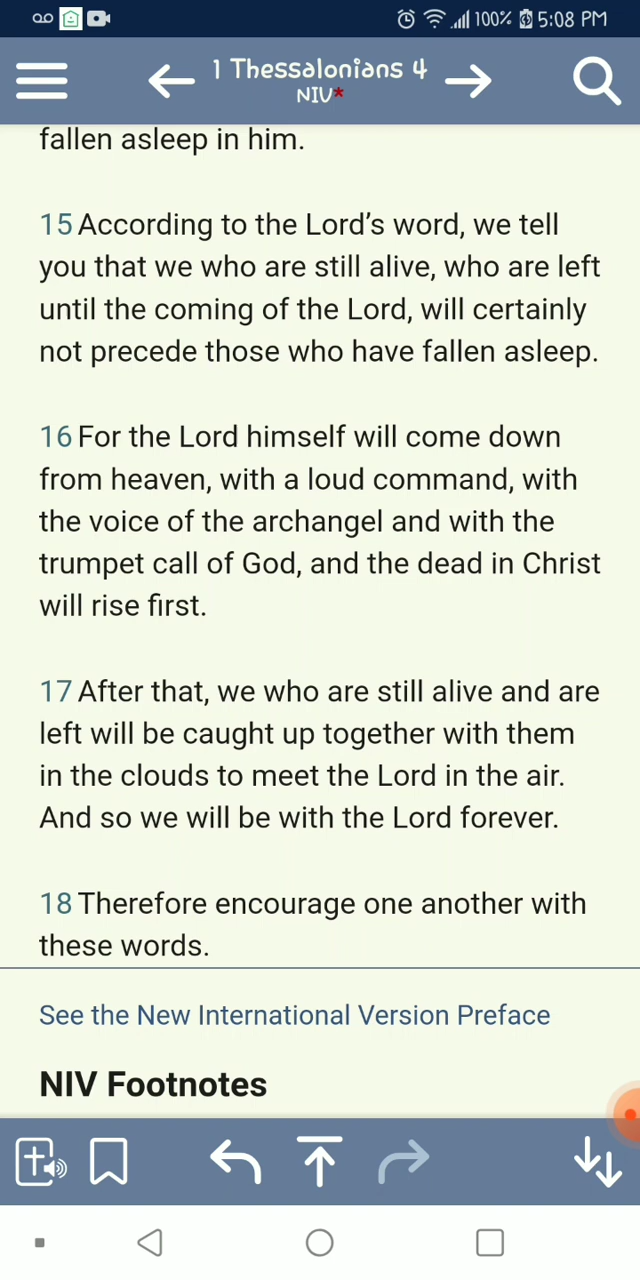 100% 5:08 PM
1 Thessalonians 4
NIV*
fallen asleep in him.
15 According to the Lord’s word, we tell
you that we who are still alive, who are left
until the coming of the Lord, will certainly
not precede those who have fallen asleep.
16 For the Lord himself will come down
from heaven, with a loud command, with
the voice of the archangel and with the
trumpet call of God, and the dead in Christ
will rise first.
17 After that, we who are still alive and are
left will be caught up together with them
in the clouds to meet the Lord in the air.
And so we will be with the Lord forever.
18 Therefore encourage one another with
these words.
See the New International Version Preface
NIV Footnotes